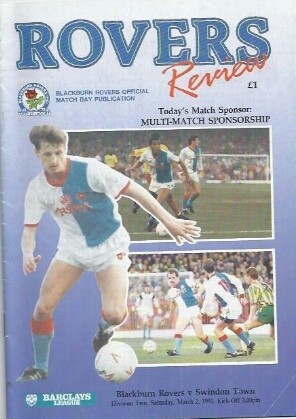 ROVERS
Review
£1
BLACKBURN ROVERS OFFICIAL
MATCH DAY PUBLICATION
Today's Match Sponsor:
MULTI-MATCH SPONSORSHIP
BARCLAYS
LEAGUE
Blackburn Rovers v Swindon Town
Division Two, Saturday, March 2, 1991, Kick-Off 3.00pm